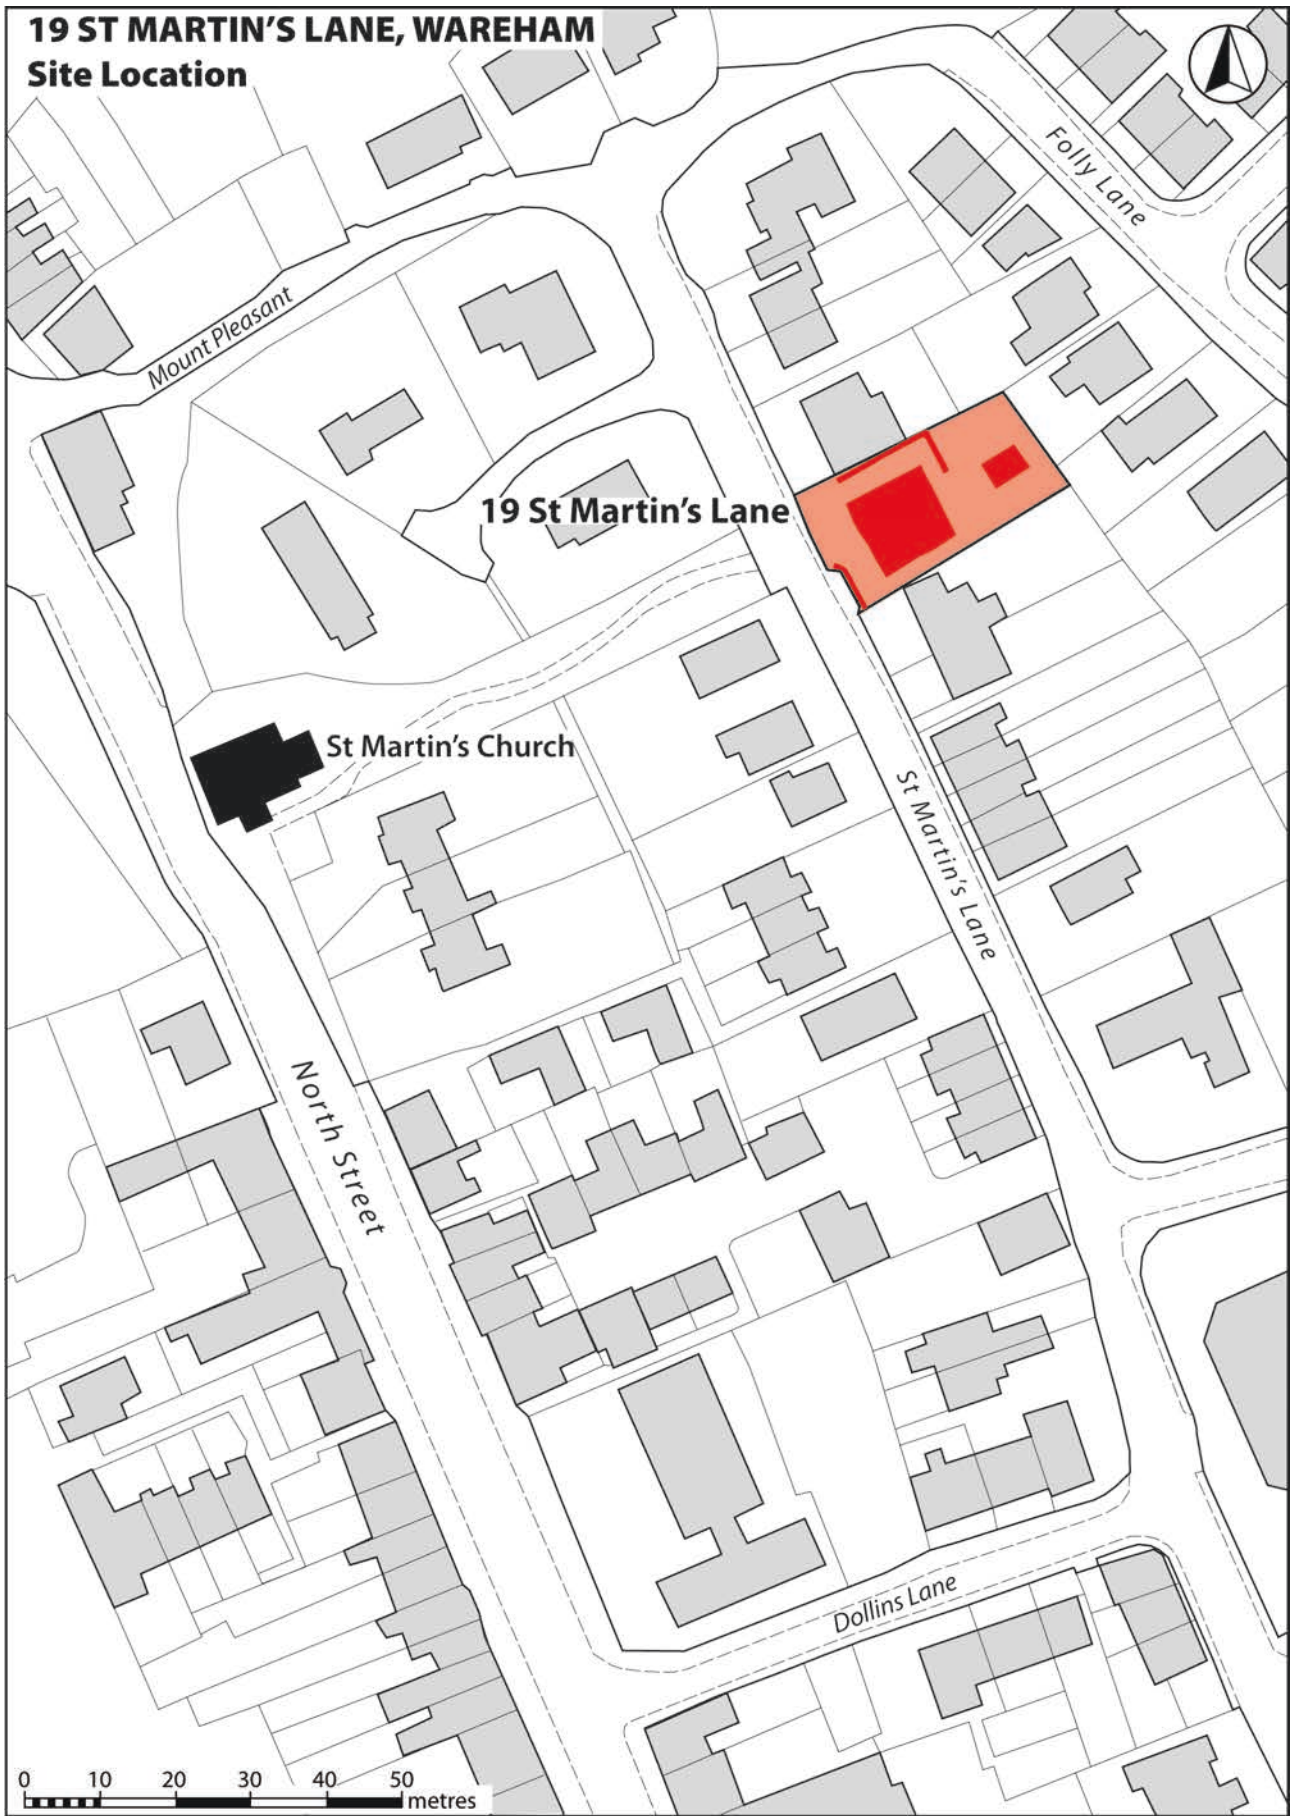 19 ST MARTIN’S LANE, WAREHAM
Site Location
Folly Lane
Mount Pleasant
19 St Martin’s Lane
St Martin’s Church
St Martin’s Lane
North Street
Dollins Lane
0 10 20 30 40 50
metres